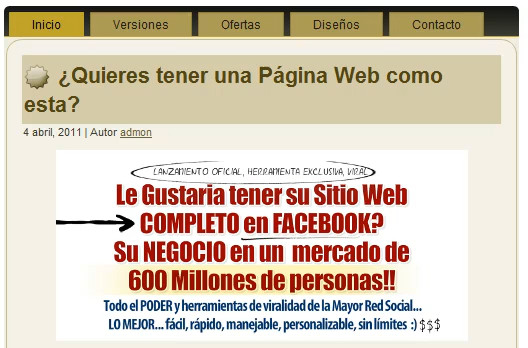 Inicio
Versiones
Ofertas
Diseños
Contacto
¿Quieres tener una Página Web como
esta?
4 abril, 2011 | Autor admon
LANZAMIENTO OFICIAL, HERRAMIENTA EXCLUSIVA, VIRAL
Le Gustaria tener su Sitio Web
COMPLETO en FACEBOOK?
Su NEGOCIO en un mercado de
600 Millones de personas!!
Todo el PODER y herramientas de viralidad de la Mayor Red Social...
LO MEJOR... fácil, rápido, manejable, personalizable, sin límites :) $$$